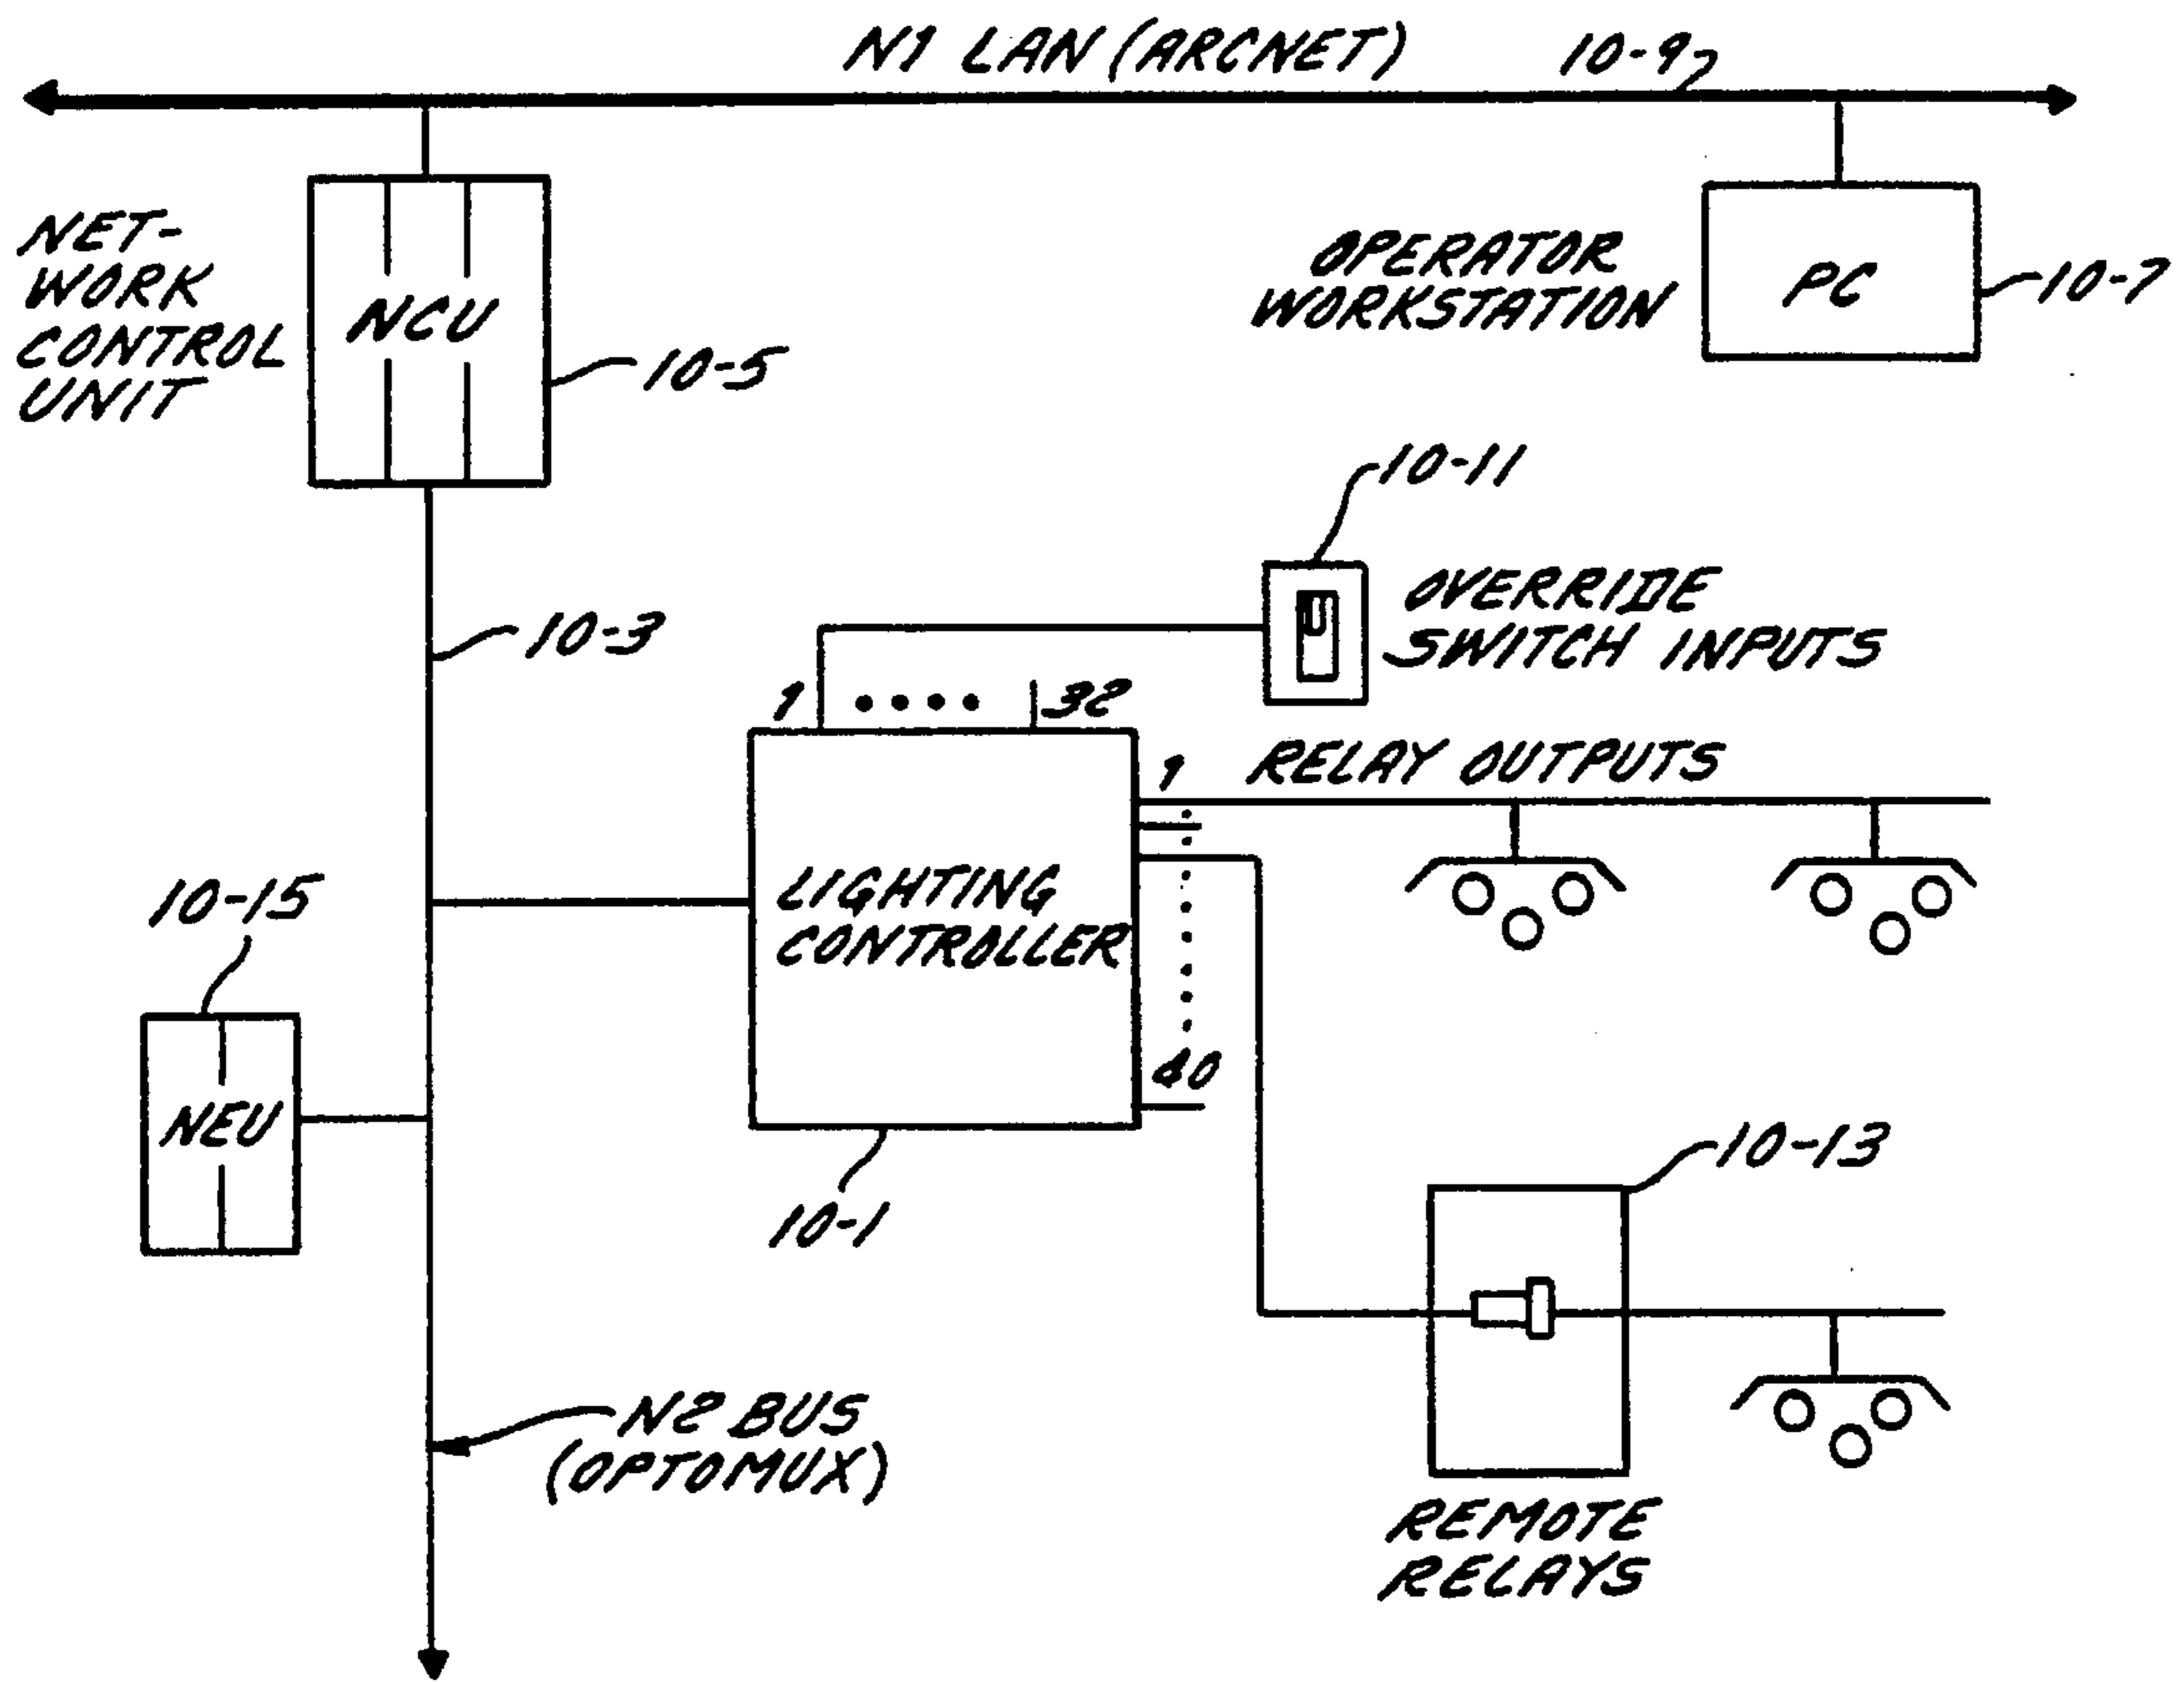 N1 LAN (ARCNET)
10-9
NET-
WORK
CONTROL
UNIT
NCU
10-5
OPERATOR
WORKSTATION
PC
10-7
10-11
OVERRIDE
SWITCH INPUTS
10-3
1
32
RELAY OUTPUTS
1
LIGHTING
CONTROLLER
40
10-15
NEU
10-1
10-13
N2 BUS
(OPTOMUX)
REMOTE
RELAYS